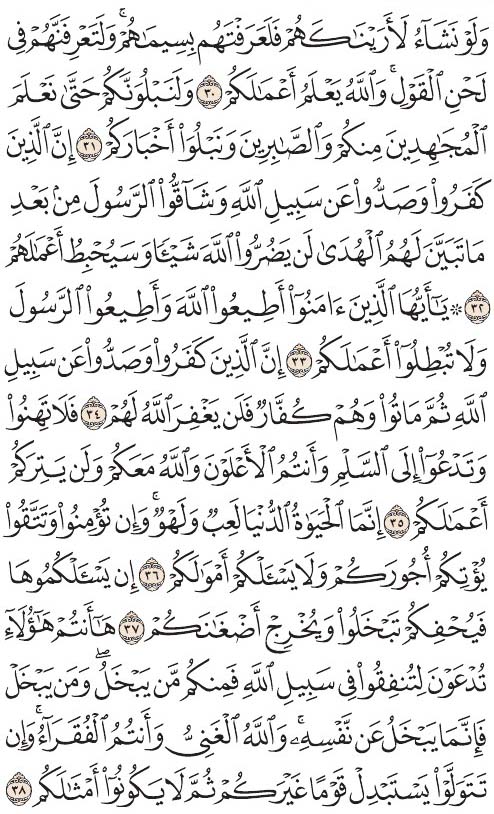 وَلَوْ نَشَآءُ لَأَرَيْنَٰكَهُمْ فَلَعَرَفْتَهُم بِسِيمَٰهُمْ ۚ وَلَتَعْرِفَنَّهُمْ فِى
لَحْنِ ٱلْقَوْلِ ۚ وَٱللَّهُ يَعْلَمُ أَعْمَٰلَكُمْ ٣٠ وَلَنَبْلُوَنَّكُمْ حَتَّىٰ نَعْلَمَ
ٱلْمُجَٰهِدِينَ مِنكُمْ وَٱلصَّٰبِرِينَ وَنَبْلُوَا۟ أَخْبَارَكُمْ ٣١ إِنَّ ٱلَّذِينَ
كَفَرُوا۟ وَصَدُّوا۟ عَن سَبِيلِ ٱللَّهِ وَشَآقُّوا۟ ٱلرَّسُولَ مِنۢ بَعْدِ
مَا تَبَيَّنَ لَهُمُ ٱلْهُدَىٰ لَن يَضُرُّوا۟ ٱللَّهَ شَيْـًٔا وَسَيُحْبِطُ أَعْمَٰلَهُمْ
٣٢ ۞ يَٰٓأَيُّهَا ٱلَّذِينَ ءَامَنُوٓا۟ أَطِيعُوا۟ ٱللَّهَ وَأَطِيعُوا۟ ٱلرَّسُولَ
وَلَا تُبْطِلُوٓا۟ أَعْمَٰلَكُمْ ٣٣ إِنَّ ٱلَّذِينَ كَفَرُوا۟ وَصَدُّوا۟ عَن سَبِيلِ
ٱللَّهِ ثُمَّ مَاتُوا۟ وَهُمْ كُفَّارٌ فَلَن يَغْفِرَ ٱللَّهُ لَهُمْ ٣٤ فَلَا تَهِنُوا۟
وَتَدْعُوٓا۟ إِلَى ٱلسَّلْمِ وَأَنتُمُ ٱلْأَعْلَوْنَ وَٱللَّهُ مَعَكُمْ وَلَن يَتِرَكُمْ
أَعْمَٰلَكُمْ ٣٥ إِنَّمَا ٱلْحَيَوٰةُ ٱلدُّنْيَا لَعِبٌ وَلَهْوٌ ۚ وَإِن تُؤْمِنُوا۟ وَتَتَّقُوا۟
يُؤْتِكُمْ أُجُورَكُمْ وَلَا يَسْـَٔلْكُمْ أَمْوَٰلَكُمْ ٣٦ إِن يَسْـَٔلْكُمُوهَا
فَيُحْفِكُمْ تَبْخَلُوا۟ وَيُخْرِجْ أَضْغَٰنَكُمْ ٣٧ هَٰٓأَنتُمْ هَٰٓؤُلَآءِ
تُدْعَوْنَ لِتُنفِقُوا۟ فِى سَبِيلِ ٱللَّهِ فَمِنكُم مَّن يَبْخَلُ ۖ وَمَن يَبْخَلْ
فَإِنَّمَا يَبْخَلُ عَن نَّفْسِهِۦ ۚ وَٱللَّهُ ٱلْغَنِىُّ وَأَنتُمُ ٱلْفُقَرَآءُ ۚ وَإِن
تَتَوَلَّوْا۟ يَسْتَبْدِلْ قَوْمًا غَيْرَكُمْ ثُمَّ لَا يَكُونُوٓا۟ أَمْثَٰلَكُم ٣٨